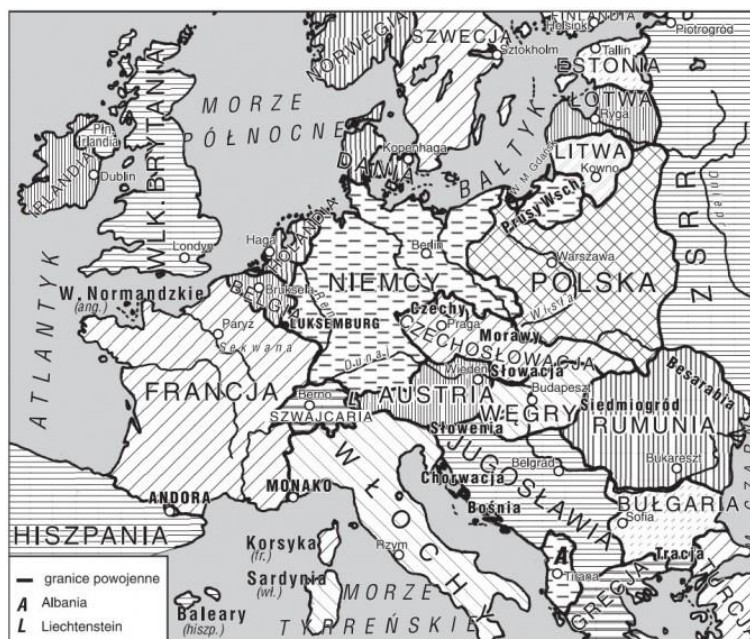 FINLANDIA
Helsinki
Piotrogród
NORWEGIA
SZWECJA
Sztokholm
Tallin
ESTONIA
ŁOTWA
Ryga
MORZE
PÓŁNOCNE
BAŁTYK
Płn.
Irlandia
IRLANDIA
Dublin
WLK. BRYTANIA
Londyn
Kopenhaga
DANIA
LITWA
Kowno
W. M. Gdańsk
Prusy Wsch.
ZSRR
Dniepr
Haga
HOLANDIA
Berlin
Warszawa
POLSKA
Wisła
NIEMCY
ATLANTYK
W. Normandzkie
(ang.)
Bruksela
BELGIA
Ren
LUKSEMBURG
Paryż
Sekwana
Czechy
Praga
Morawy
CZECHOSŁOWACJA
Słowacja
Dunaj
Wiedeń
Budapeszt
Besarabia
FRANCJA
Berno
SZWAJCARIA
L
AUSTRIA
WĘGRY
Siedmiogród
RUMUNIA
Bukareszt
Słowenia
Belgrad
JUGOSŁAWIA
Chorwacja
Bośnia
WŁOCHY
ANDORA
MONAKO
HISZPANIA
BUŁGARIA
Sofia
Korsyka
(fr.)
Rzym
A
Tirana
Tracja
Sardynia
(wł.)
MORZE
TYRREŃSKIE
GRECJA
TURCJA
Baleary
(hiszp.)
granice powojenne
A Albania
L Liechtenstein